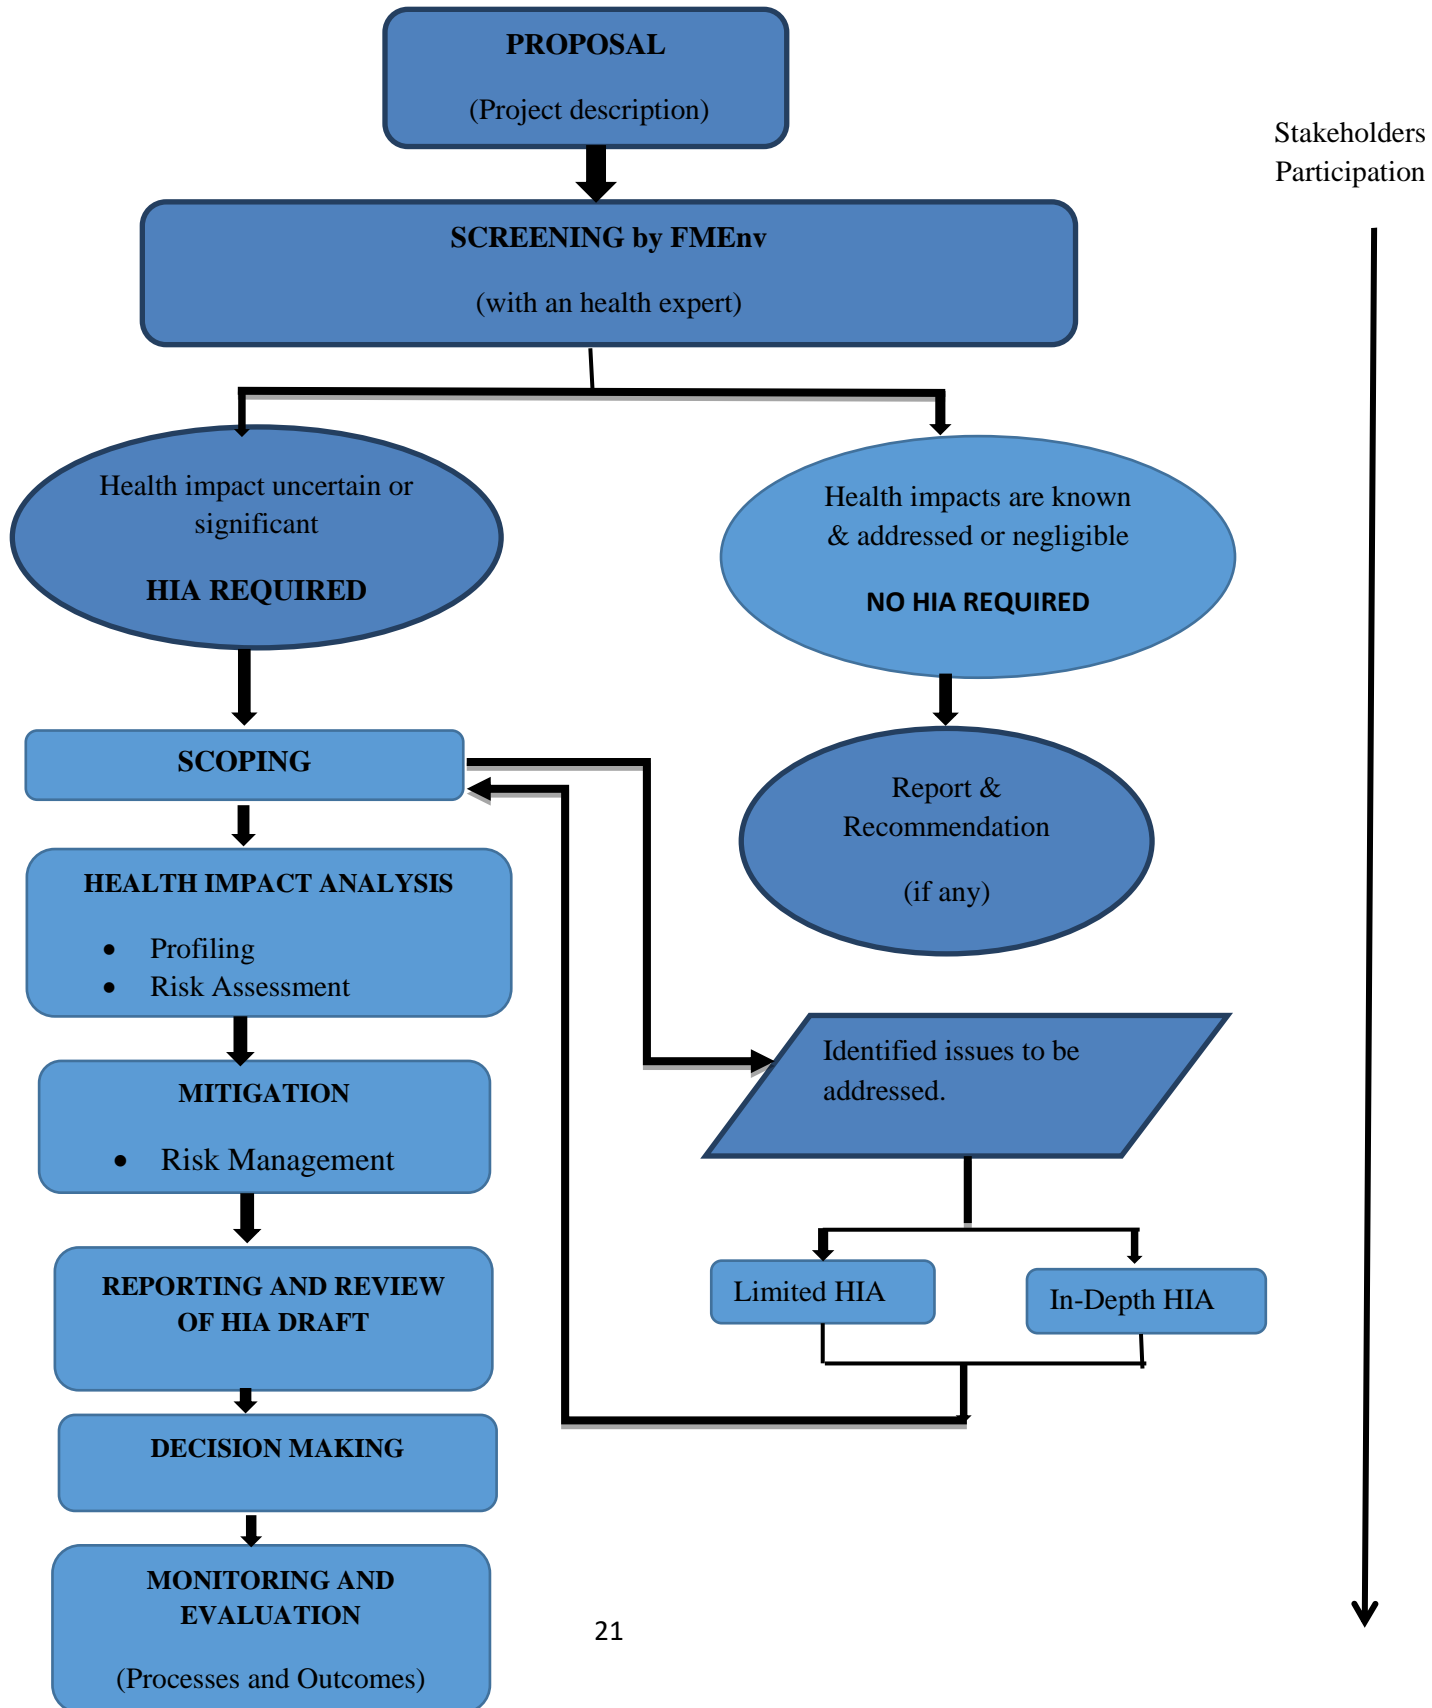 PROPOSAL
(Project description)
Stakeholders
Participation
SCREENING by FMEnv
(with an health expert)
Health impact uncertain or
significant
HIA REQUIRED
Health impacts are known
& addressed or negligible
NO HIA REQUIRED
SCOPING
Report &
Recommendation
(if any)
HEALTH IMPACT ANALYSIS
• Profiling
• Risk Assessment
Identified issues to be
addressed.
MITIGATION
• Risk Management
Limited HIA
In-Depth HIA
REPORTING AND REVIEW
OF HIA DRAFT
DECISION MAKING
MONITORING AND
EVALUATION
(Processes and Outcomes)
21